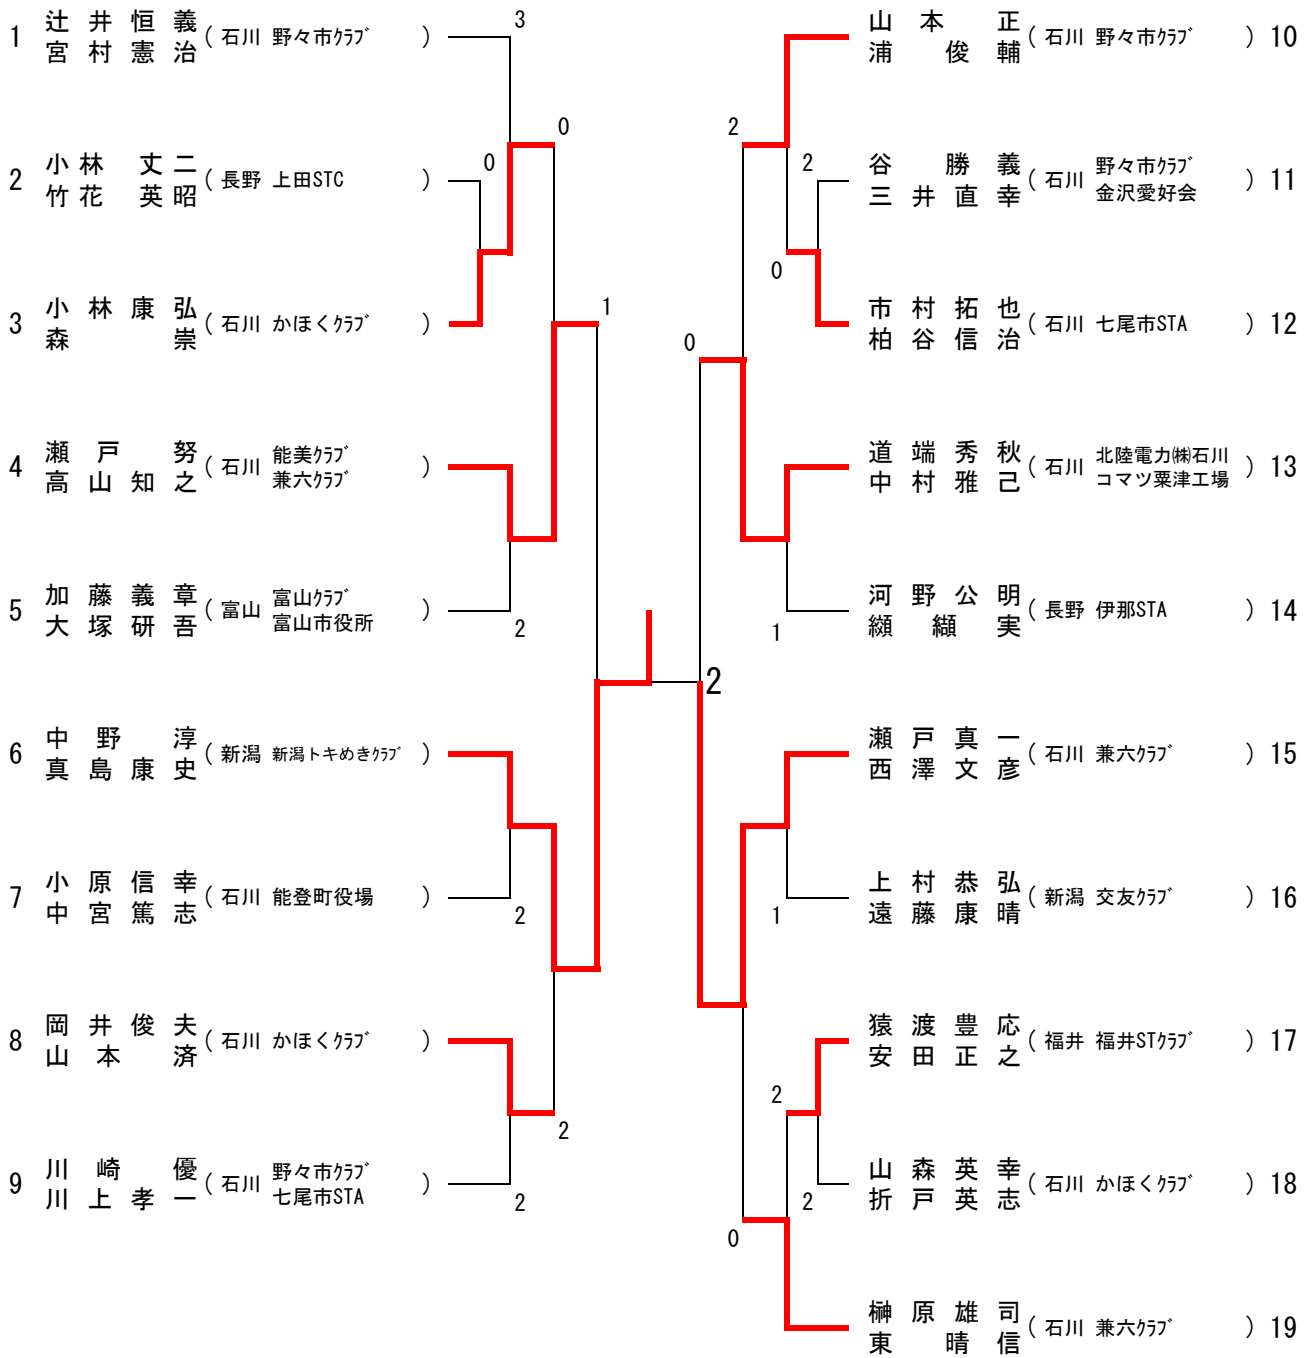 1 辻井恒義 宮村憲治 (石川 野々市ｸﾗﾌﾞ)
3
2 小林丈二 竹花英昭 (長野 上田STC)
0
0
3 小林康弘 森崇 (石川 かほくｸﾗﾌﾞ)
1
4 瀬戸努 高山知之 (石川 能美ｸﾗﾌﾞ 兼六ｸﾗﾌﾞ)
5 加藤義章 大塚研吾 (富山 富山ｸﾗﾌﾞ 富山市役所)
2
6 中野淳 真島康史 (新潟 新潟トキめきｸﾗﾌﾞ)
7 小原信幸 中宮篤志 (石川 能登町役場)
2
8 岡井俊夫 山本済 (石川 かほくｸﾗﾌﾞ)
2
9 川崎優 川上孝一 (石川 野々市ｸﾗﾌﾞ 七尾市STA)
2
山本正 浦俊輔 (石川 野々市ｸﾗﾌﾞ) 10
2
谷勝義 三井直幸 (石川 野々市ｸﾗﾌﾞ 金沢愛好会) 11
2
0
市村拓也 柏谷信治 (石川 七尾市STA) 12
0
道端秀秋 中村雅己 (石川 北陸電力㈱石川 コマツ粟津工場) 13
河野公明 纐纈実 (長野 伊那STA) 14
1
2
瀬戸真一 西澤文彦 (石川 兼六ｸﾗﾌﾞ) 15
上村恭弘 遠藤康晴 (新潟 交友ｸﾗﾌﾞ) 16
1
猿渡豊応 安田正之 (福井 福井STｸﾗﾌﾞ) 17
2
山森英幸 折戸英志 (石川 かほくｸﾗﾌﾞ) 18
2
0
榊原雄司 東晴信 (石川 兼六ｸﾗﾌﾞ) 19